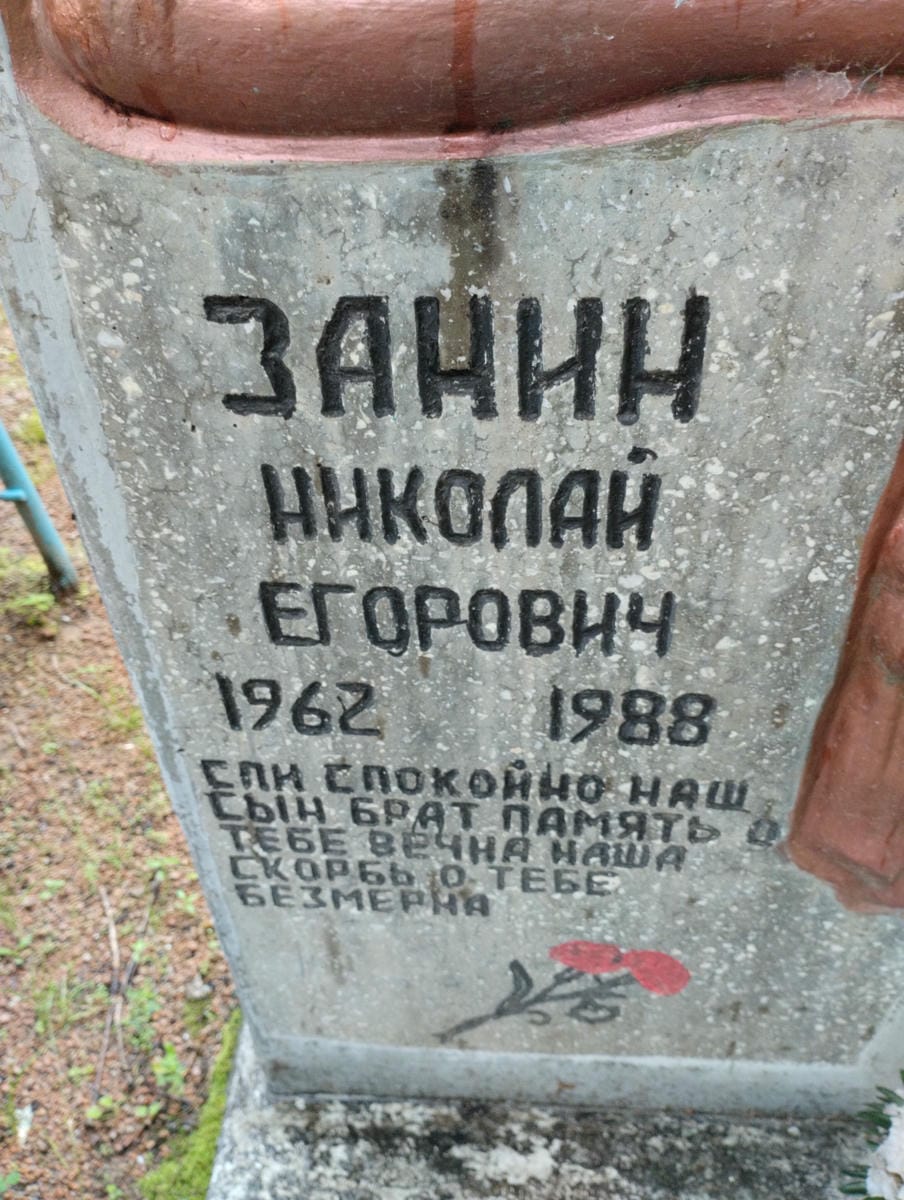 ЗАНИН
НИКОЛАЙ
ЕГОРОВИЧ
1962 1988
СПИ СПОКОЙНО НАШ
СЫН БРАТ ПАМЯТЬ О
ТЕБЕ ВЕЧНА НАША
СКОРБЬ О ТЕБЕ
БЕЗМЕРНА